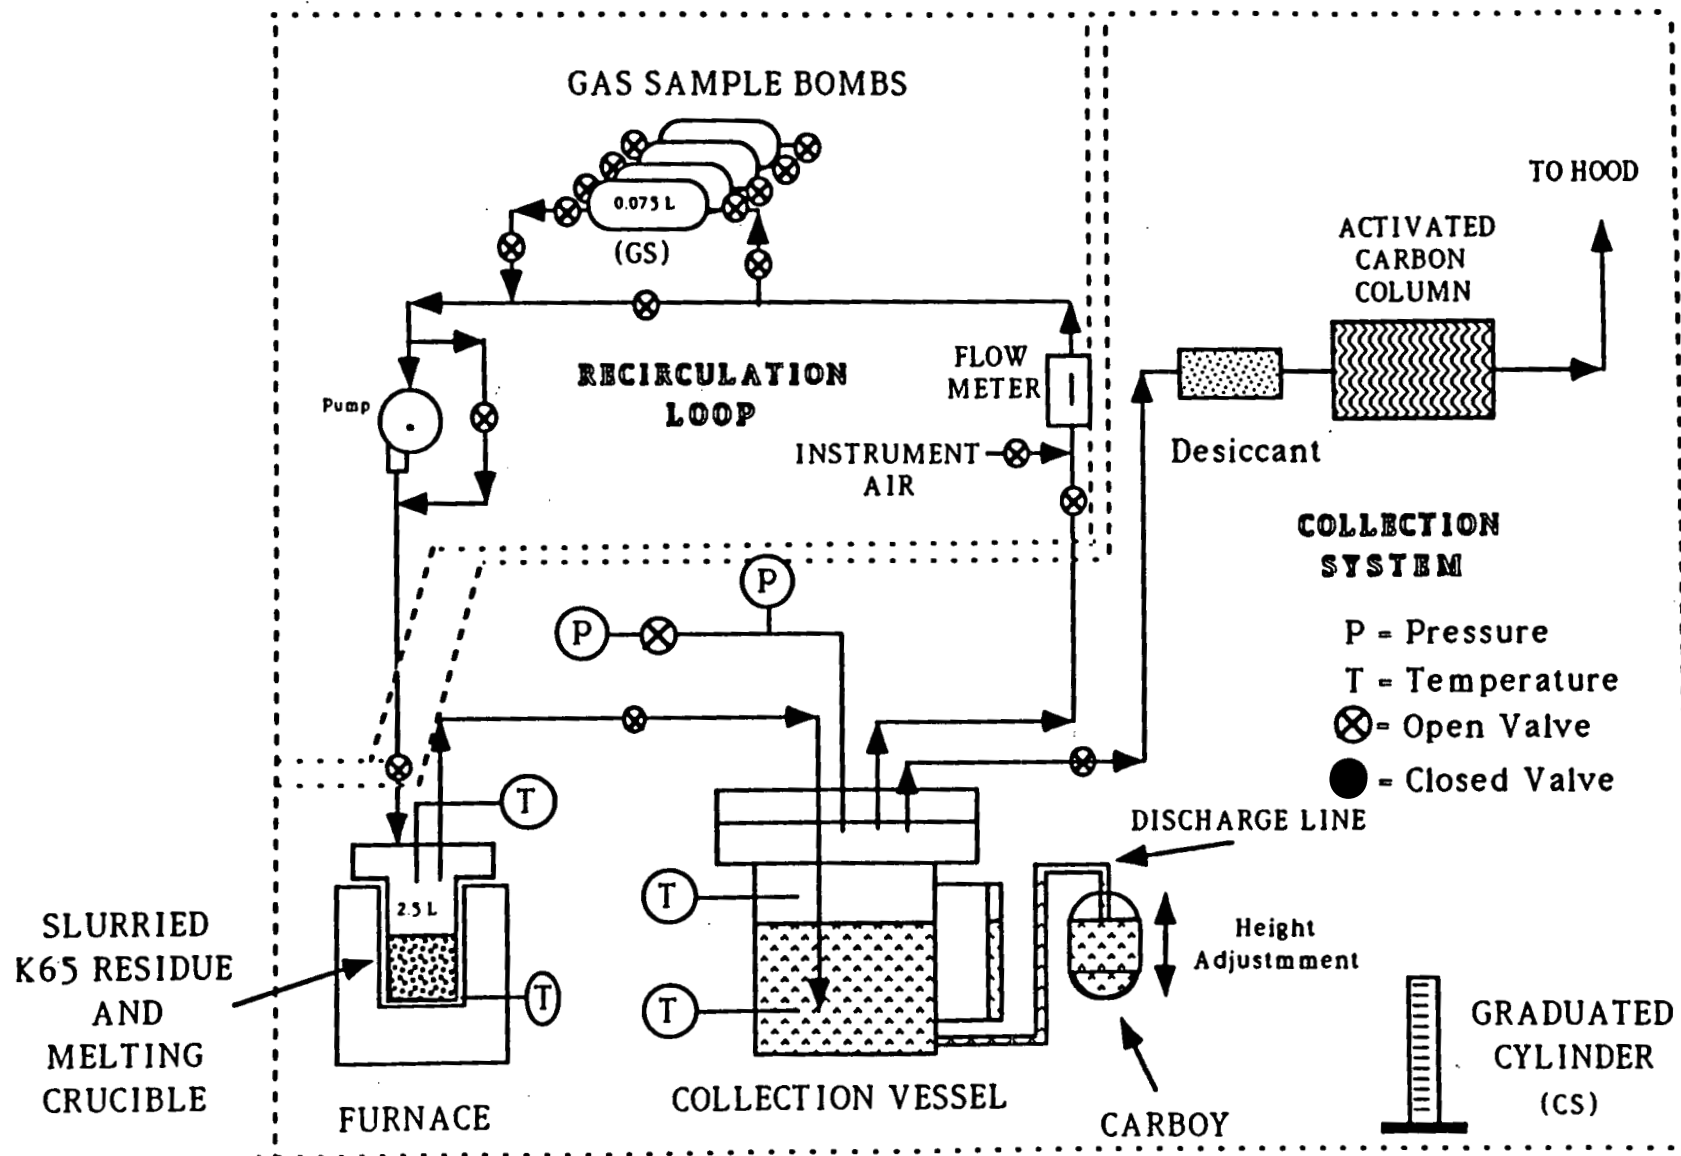 GAS SAMPLE BOMBS
0.075 L
(GS)
TO HOOD
ACTIVATED
CARBON
COLUMN
RECIRCULATION
LOOP
FLOW
METER
Pump
INSTRUMENT
AIR
Desiccant
COLLECTION
SYSTEM
P
P
P = Pressure
T = Temperature
= Open Valve
= Closed Valve
T
DISCHARGE LINE
2.5 L
T
SLURRIED
K65 RESIDUE
AND
MELTING
CRUCIBLE
Height
Adjustmment
T
T
GRADUATED
CYLINDER
(CS)
FURNACE
COLLECTION VESSEL
CARBOY